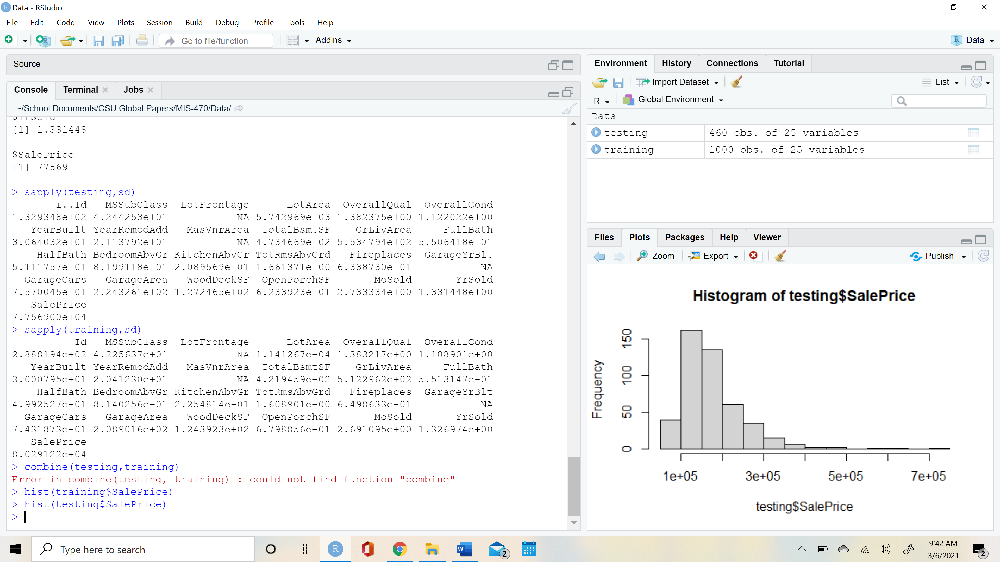 Data - RStudio
File Edit Code View Plots Session Build Debug Profile Tools Help
Go to file/function Addins Data
Source
Console Terminal Jobs
~/School Documents/CSU Global Papers/MIS-470/Data/
$YrSold
[1] 1.331448
$SalePrice
[1] 77569
> sapply(testing,sd)
ï..Id MSSubClass LotFrontage LotArea OverallQual OverallCond
1.329348e+02 4.244253e+01 NA 5.742969e+03 1.382375e+00 1.122022e+00
YearBuilt YearRemodAdd MasVnrArea TotalBsmtSF GrLivArea FullBath
3.064032e+01 2.113792e+01 NA 4.734669e+02 5.534794e+02 5.506418e-01
HalfBath BedroomAbvGr KitchenAbvGr TotRmsAbvGrd Fireplaces GarageYrBlt
5.111757e-01 8.199118e-01 2.089569e-01 1.661371e+00 6.338730e-01 NA
GarageCars GarageArea WoodDeckSF OpenPorchSF MoSold YrSold
7.570045e-01 2.243261e+02 1.272465e+02 6.233923e+01 2.733334e+00 1.331448e+00
SalePrice
7.756900e+04
> sapply(training,sd)
Id MSSubClass LotFrontage LotArea OverallQual OverallCond
2.888194e+02 4.225637e+01 NA 1.141267e+04 1.383217e+00 1.108901e+00
YearBuilt YearRemodAdd MasVnrArea TotalBsmtSF GrLivArea FullBath
3.000795e+01 2.041230e+01 NA 4.219459e+02 5.122962e+02 5.513147e-01
HalfBath BedroomAbvGr KitchenAbvGr TotRmsAbvGrd Fireplaces GarageYrBlt
4.992527e-01 8.140256e-01 2.254814e-01 1.608901e+00 6.498633e-01 NA
GarageCars GarageArea WoodDeckSF OpenPorchSF MoSold YrSold
7.431873e-01 2.089016e+02 1.243923e+02 6.798856e+01 2.691095e+00 1.326974e+00
SalePrice
8.029122e+04
> combine(testing,training)
Error in combine(testing, training) : could not find function "combine"
> hist(training$SalePrice)
> hist(testing$SalePrice)
>
Environment History Connections Tutorial
Import Dataset List
R Global Environment
Data
testing 460 obs. of 25 variables
training 1000 obs. of 25 variables
Files Plots Packages Help Viewer
Zoom Export Publish
Histogram of testing$SalePrice
Frequency
150
100
50
0
1e+05 3e+05 5e+05 7e+05
testing$SalePrice
Type here to search
R
W
2
9:42 AM
3/6/2021
2